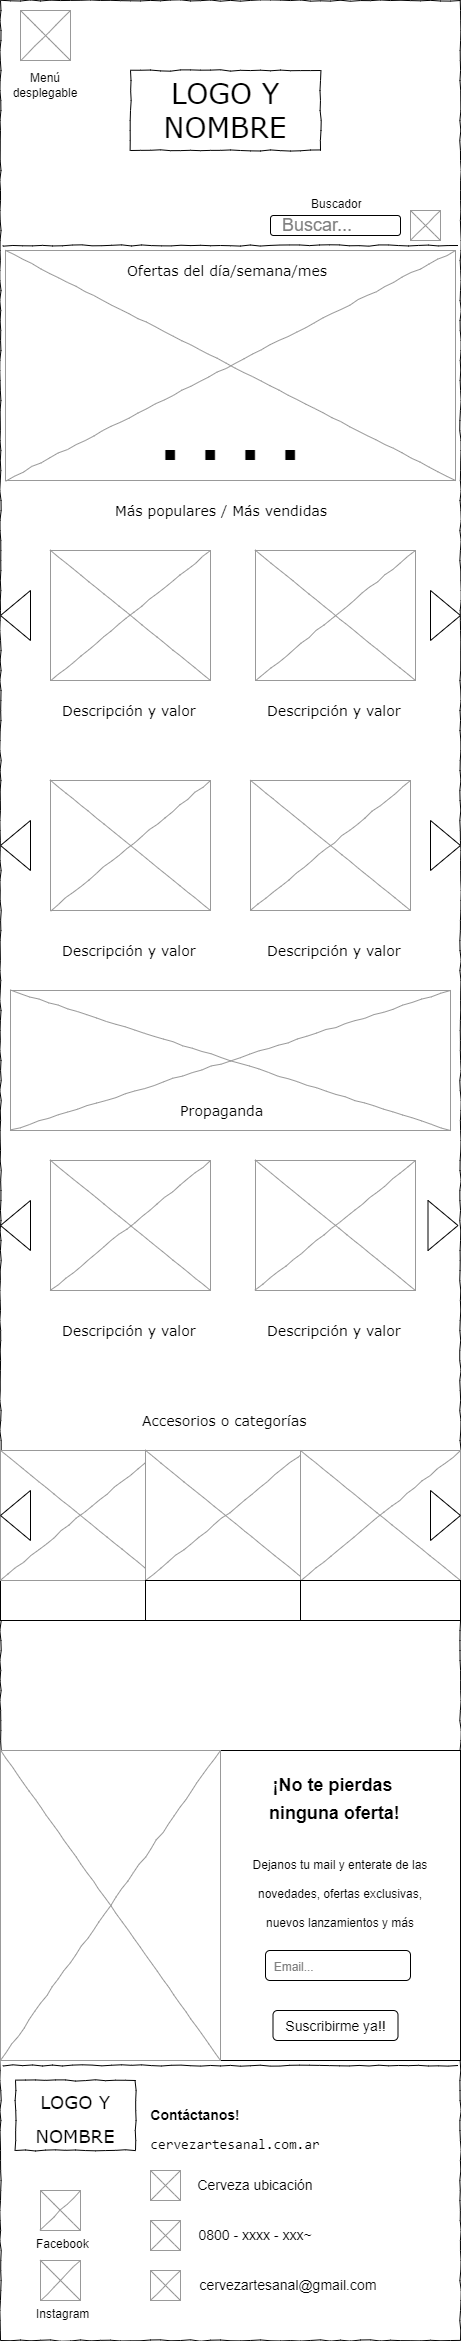 Menú
desplegable
LOGO Y
NOMBRE
Buscador
Buscar...
Ofertas del día/semana/mes
Más populares / Más vendidas
Descripción y valor
Descripción y valor
Descripción y valor
Descripción y valor
Propaganda
Descripción y valor
Descripción y valor
Accesorios o categorías
¡No te pierdas
ninguna oferta!
Dejanos tu mail y enterate de las
novedades, ofertas exclusivas,
nuevos lanzamientos y más
Email...
Suscribirme ya!!
LOGO Y
NOMBRE
Contáctanos!
cervezartesanal.com.ar
Cerveza ubicación
Facebook
0800 - xxxx - xxx~
Instagram
cervezartesanal@gmail.com